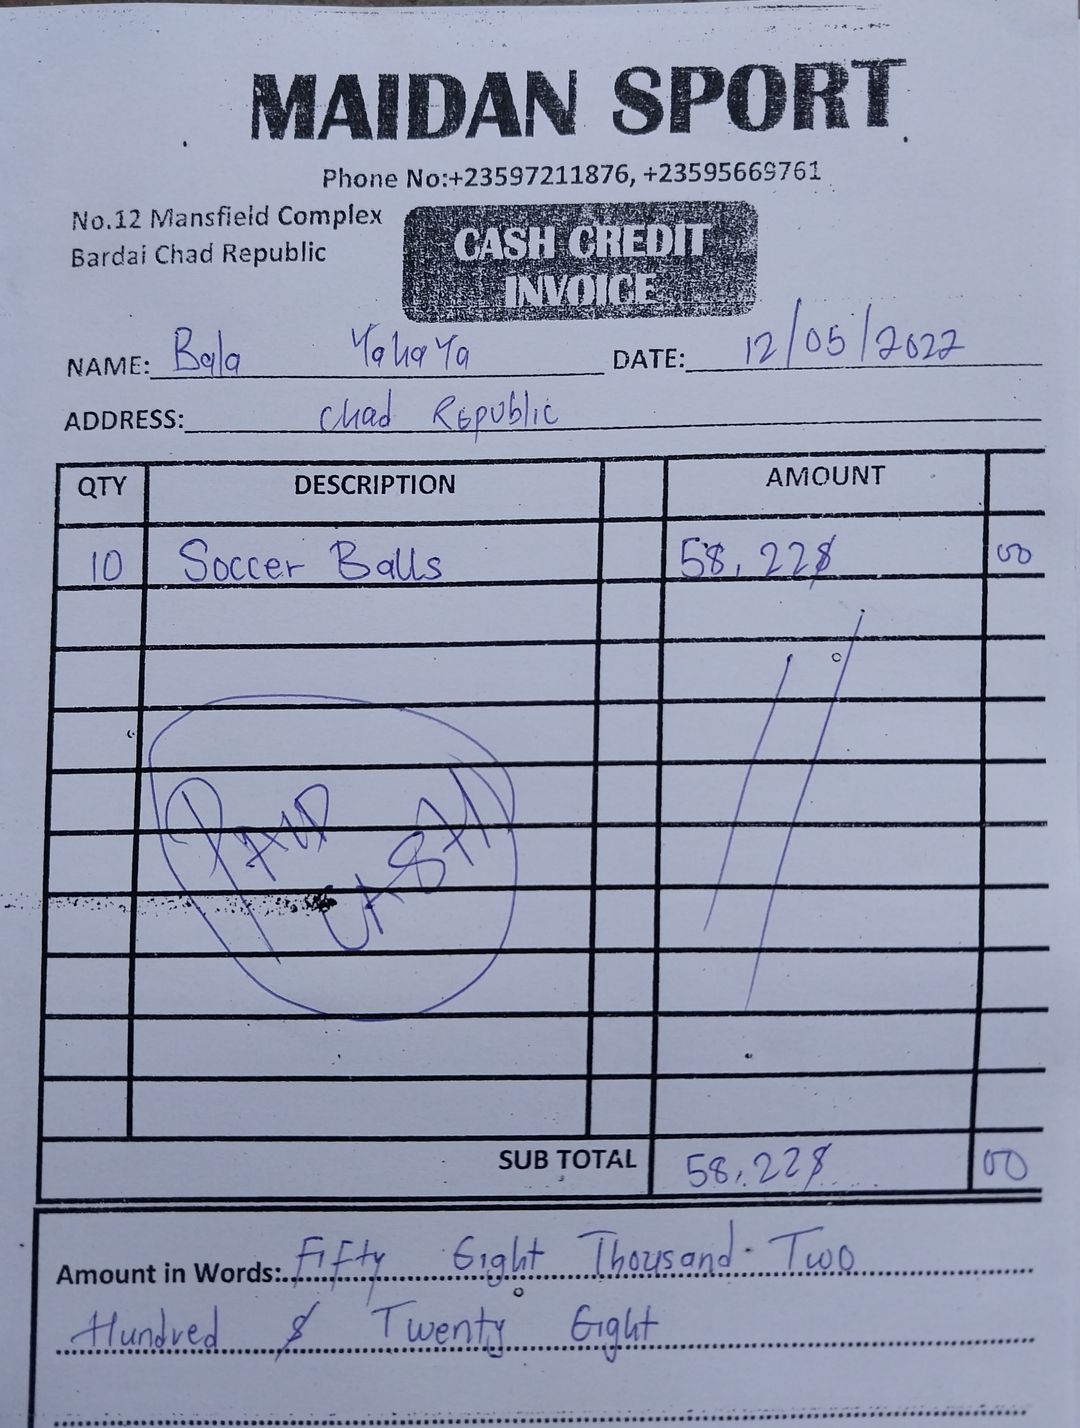 MAIDAN SPORT
Phone No:+23597211876, +23595669761
No.12 Mansfield Complex
Bardai Chad Republic
CASH CREDIT
INVOICE
NAME: Bala Yahaya DATE: 12/05/2022
ADDRESS: Chad Republic
QTY DESCRIPTION AMOUNT
10 Soccer Balls 58,228 00
PAID
CASH
SUB TOTAL 58,228 00
Amount in Words: Fifty Eight Thousand Two
Hundred & Twenty Eight